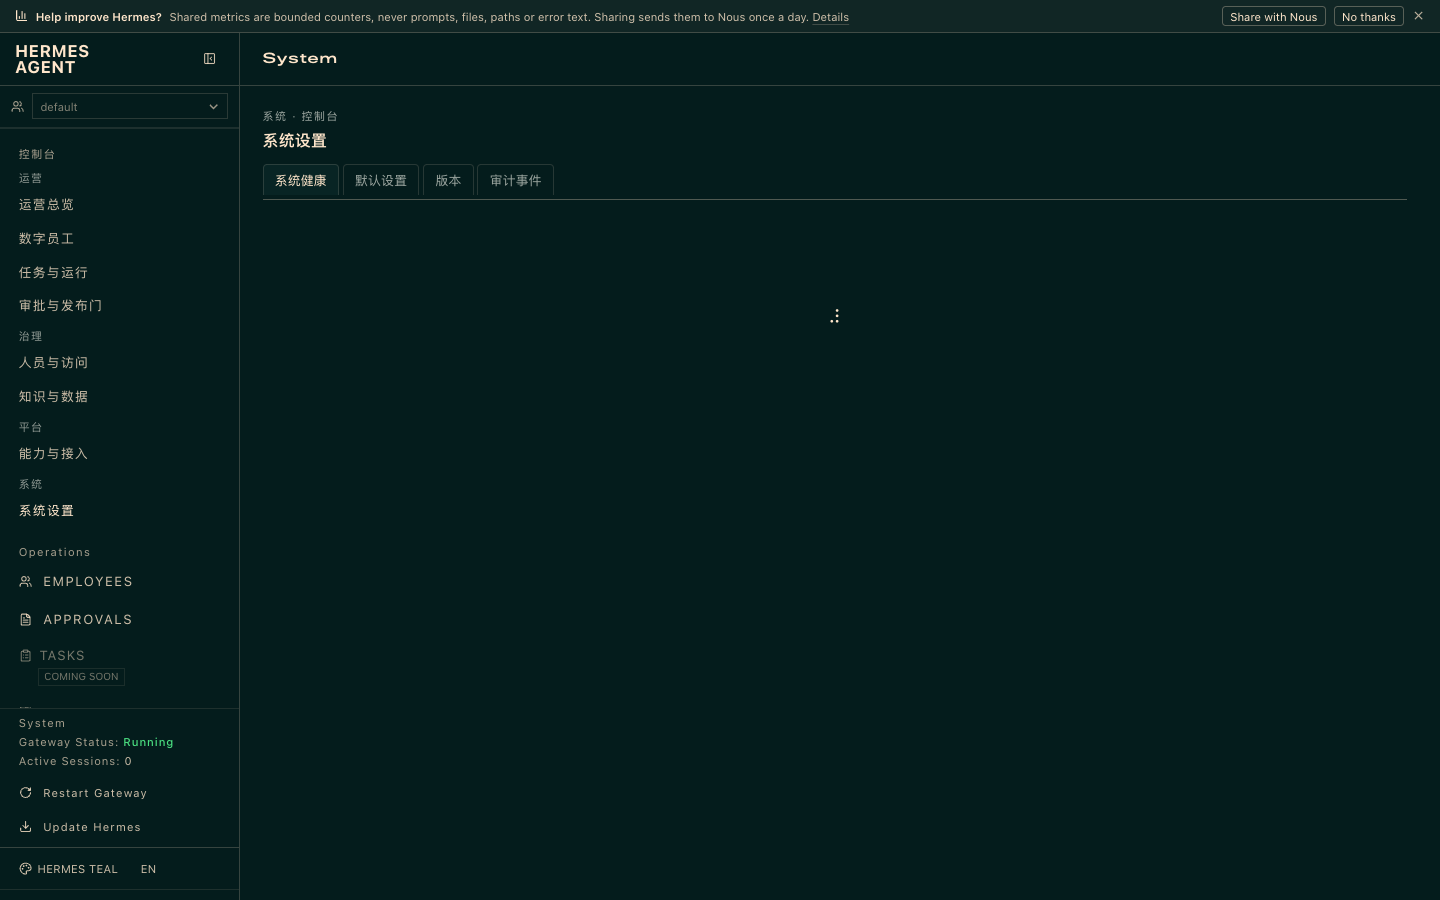 Help improve Hermes? Shared metrics are bounded counters, never prompts, files, paths or error text. Sharing sends them to Nous once a day. Details
Share with Nous
No thanks
HERMES
AGENT
System
default
控制台
运营
运营总览
数字员工
任务与运行
审批与发布门
治理
人员与访问
知识与数据
平台
能力与接入
系统
系统设置
Operations
EMPLOYEES
APPROVALS
TASKS
COMING SOON
System
Gateway Status: Running
Active Sessions: 0
Restart Gateway
Update Hermes
HERMES TEAL
EN
系统 · 控制台
系统设置
系统健康
默认设置
版本
审计事件